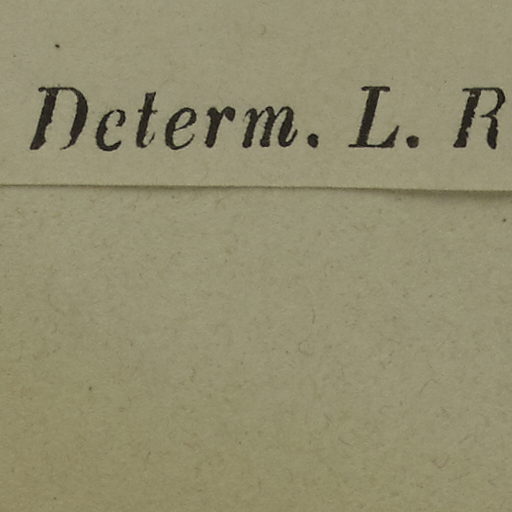 Determ. L. R